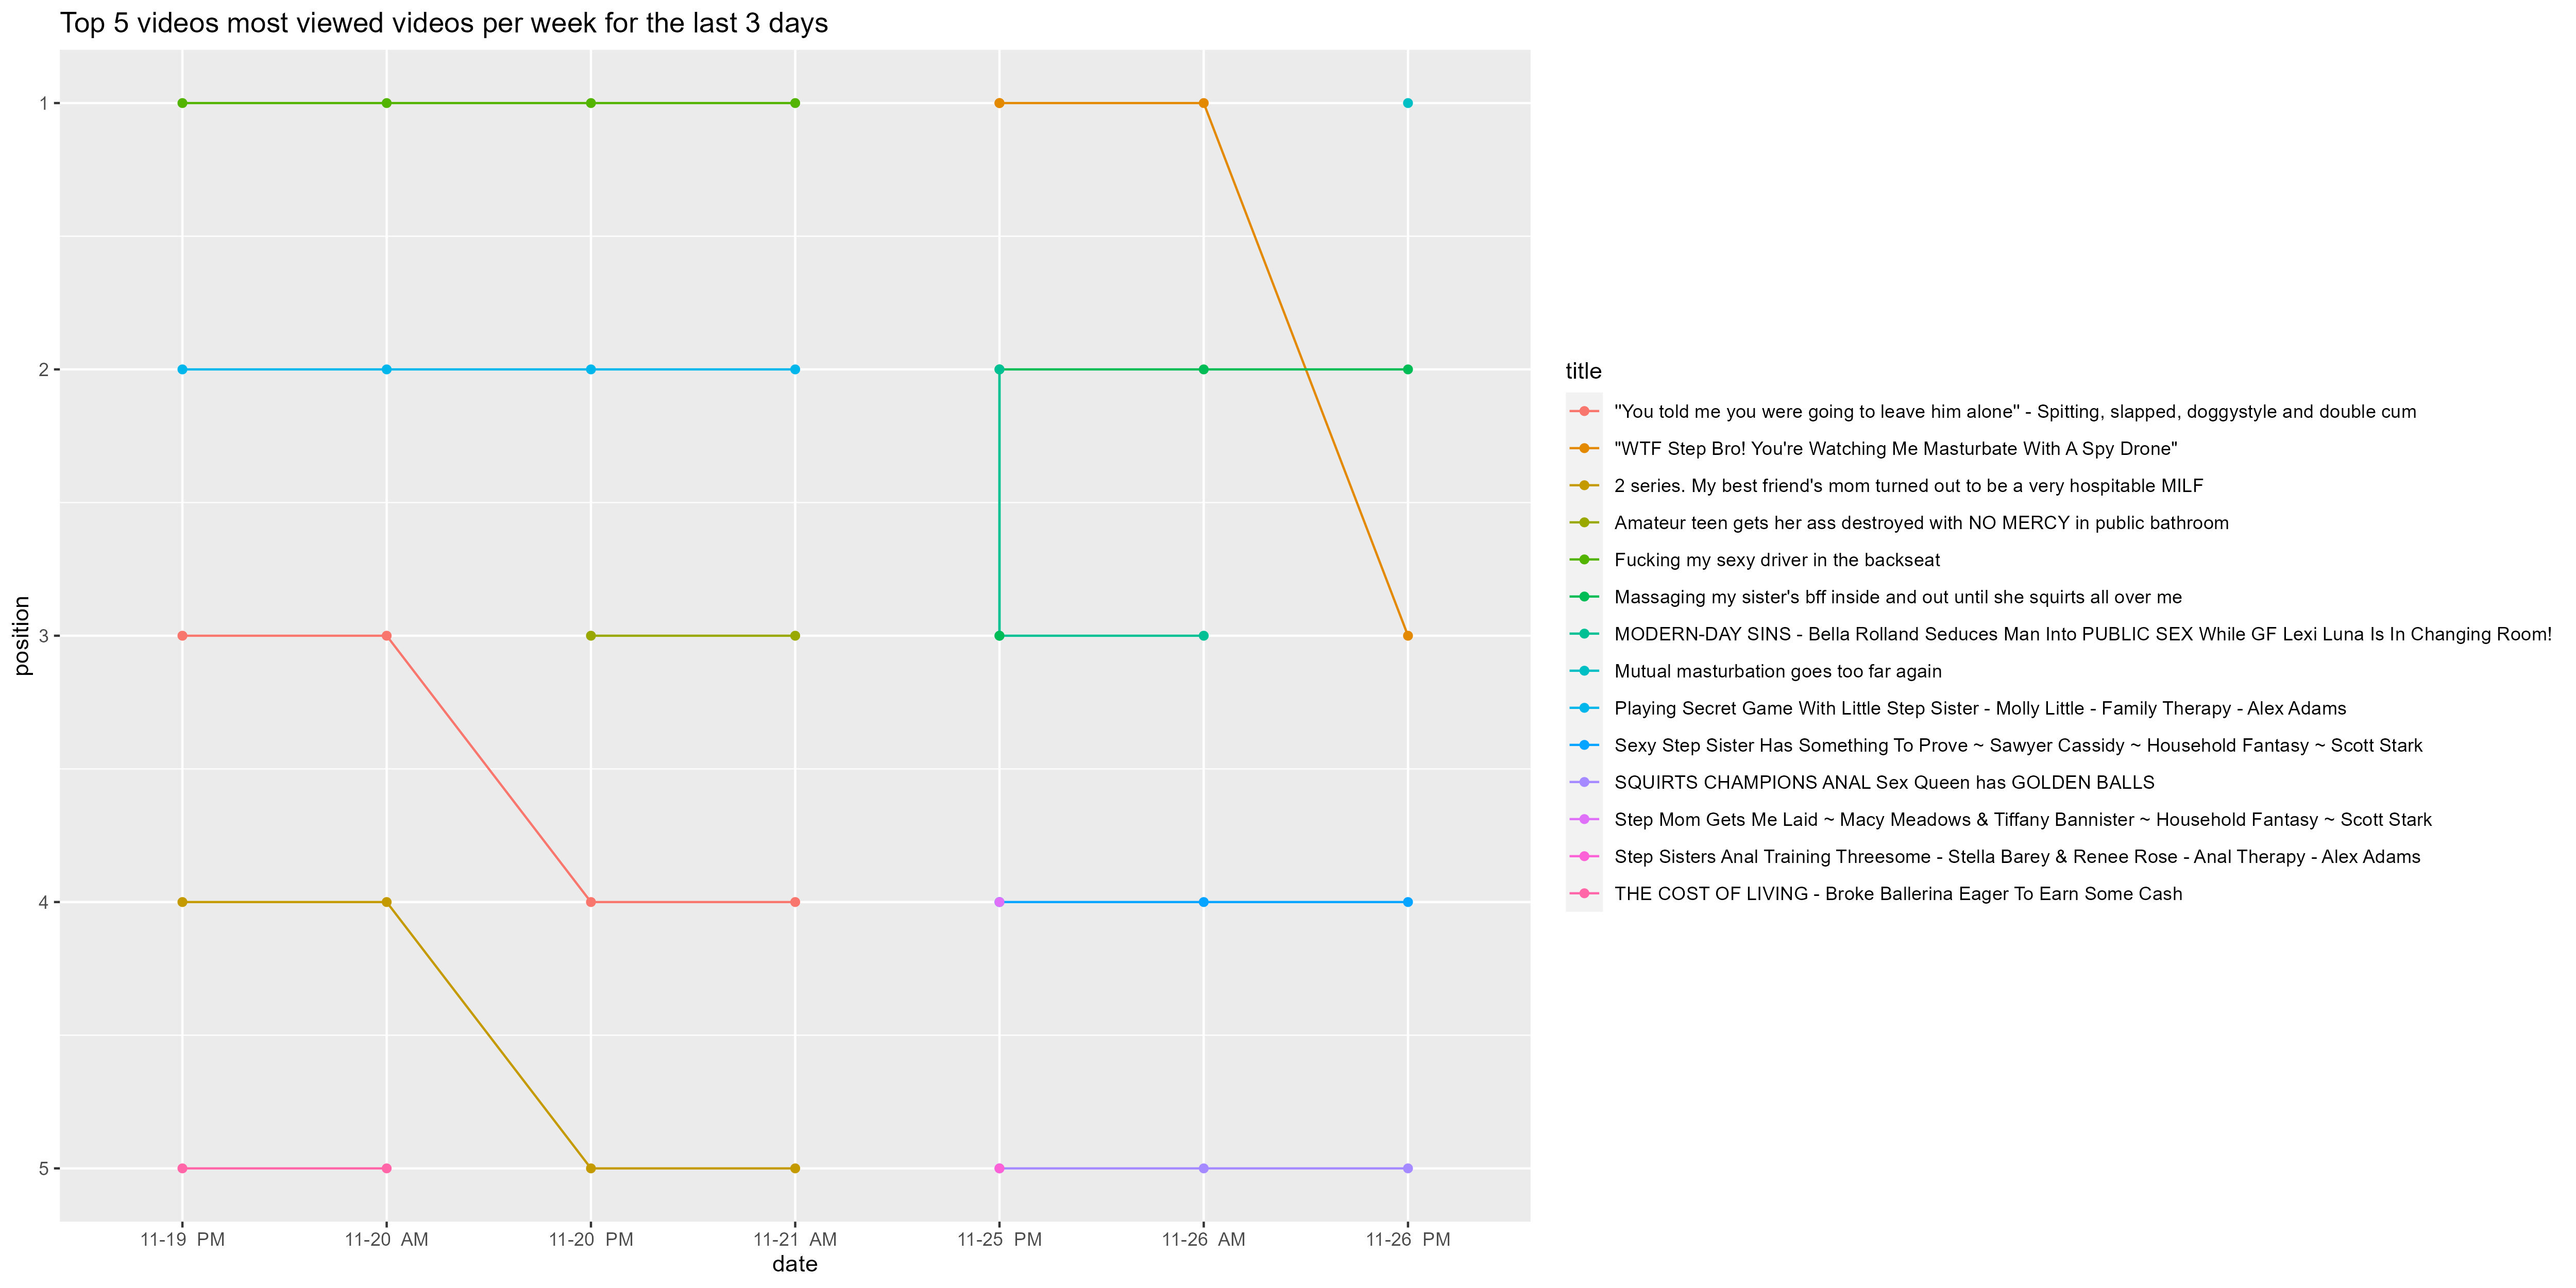 Top 5 videos most viewed videos per week for the last 3 days
position
1
2
3
4
5
11-19  PM
11-20  AM
11-20  PM
11-21  AM
11-25  PM
11-26  AM
11-26  PM
date
title
"You told me you were going to leave him alone" - Spitting, slapped, doggystyle and double cum
"WTF Step Bro! You're Watching Me Masturbate With A Spy Drone"
2 series. My best friend's mom turned out to be a very hospitable MILF
Amateur teen gets her ass destroyed with NO MERCY in public bathroom
Fucking my sexy driver in the backseat
Massaging my sister's bff inside and out until she squirts all over me
MODERN-DAY SINS - Bella Rolland Seduces Man Into PUBLIC SEX While GF Lexi Luna Is In Changing Room!
Mutual masturbation goes too far again
Playing Secret Game With Little Step Sister - Molly Little - Family Therapy - Alex Adams
Sexy Step Sister Has Something To Prove ~ Sawyer Cassidy ~ Household Fantasy ~ Scott Stark
SQUIRTS CHAMPIONS ANAL Sex Queen has GOLDEN BALLS
Step Mom Gets Me Laid ~ Macy Meadows & Tiffany Bannister ~ Household Fantasy ~ Scott Stark
Step Sisters Anal Training Threesome - Stella Barey & Renee Rose - Anal Therapy - Alex Adams
THE COST OF LIVING - Broke Ballerina Eager To Earn Some Cash